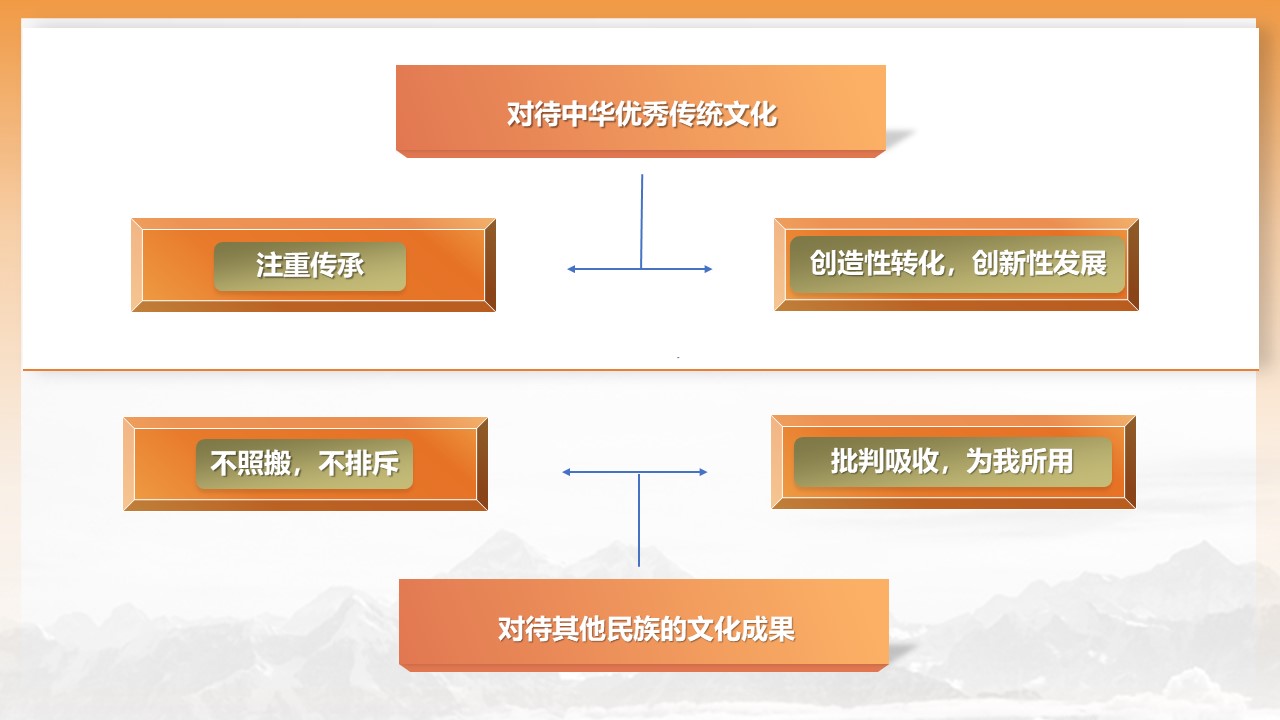 对待中华优秀传统文化
注重传承
创造性转化，创新性发展
不照搬，不排斥
批判吸收，为我所用
对待其他民族的文化成果